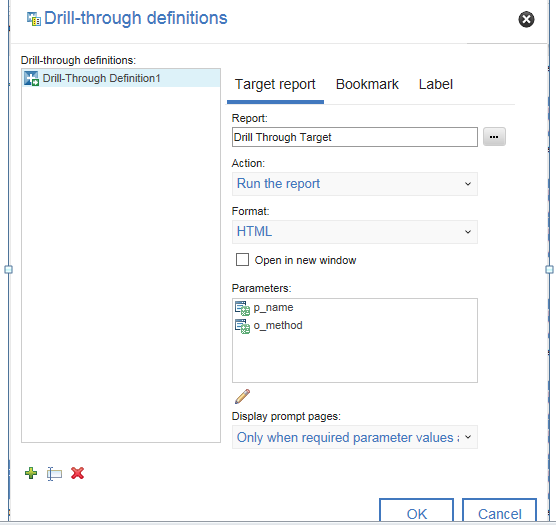 Drill-through definitions
Drill-through definitions:
Drill-Through Definition1
Target report Bookmark Label
Report:
Drill Through Target
...
Action:
Run the report
Format:
HTML
Open in new window
Parameters:
p_name
o_method
Display prompt pages:
Only when required parameter values
OK Cancel